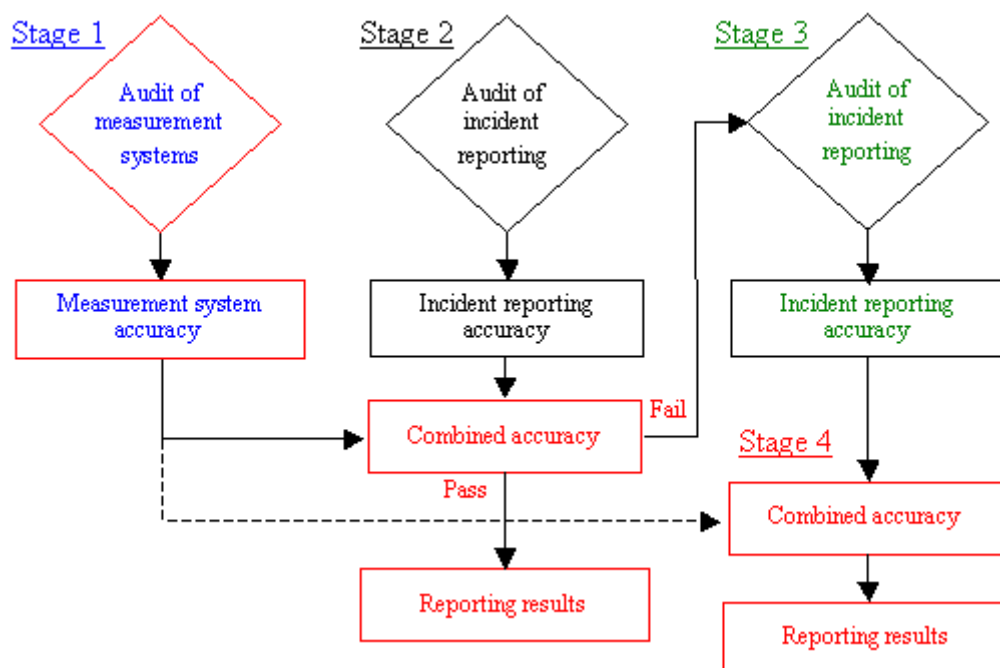 Stage 1
Audit of
measurement
systems
Measurement system
accuracy
Stage 2
Audit of
incident
reporting
Incident reporting
accuracy
Combined accuracy
Fail
Pass
Reporting results
Stage 3
Audit of
incident
reporting
Incident reporting
accuracy
Stage 4
Combined accuracy
Reporting results